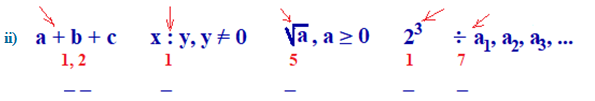 ii) a + b + c x : y, y ≠ 0 √a, a ≥ 0 2³ ÷ a₁, a₂, a₃, ...
1, 2 1 5 1 7
_ _ _ _ _ _